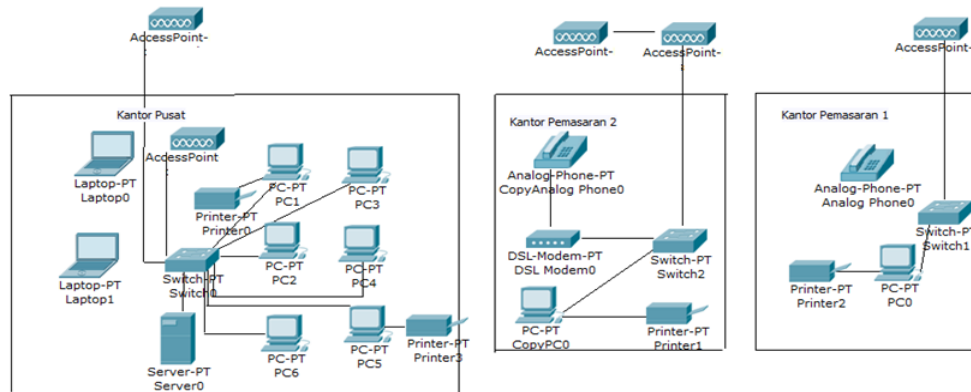 AccessPoint-
:
Kantor Pusat
AccessPoint
Laptop-PT
Laptop0
Printer-PT
Printer0
PC-PT
PC1
PC-PT
PC3
Laptop-PT
Laptop1
Switch-PT
Switch0
PC-PT
PC2
PC-PT
PC4
Server-PT
Server0
PC-PT
PC6
PC-PT
PC5
Printer-PT
Printer3
AccessPoint-
:
AccessPoint-
:
Kantor Pemasaran 2
Analog-Phone-PT
CopyAnalog Phone0
DSL-Modem-PT
DSL Modem0
Switch-PT
Switch2
PC-PT
CopyPC0
Printer-PT
Printer1
AccessPoint-
:
Kantor Pemasaran 1
Analog-Phone-PT
Analog Phone0
Switch-PT
Switch1
Printer-PT
Printer2
PC-PT
PC0